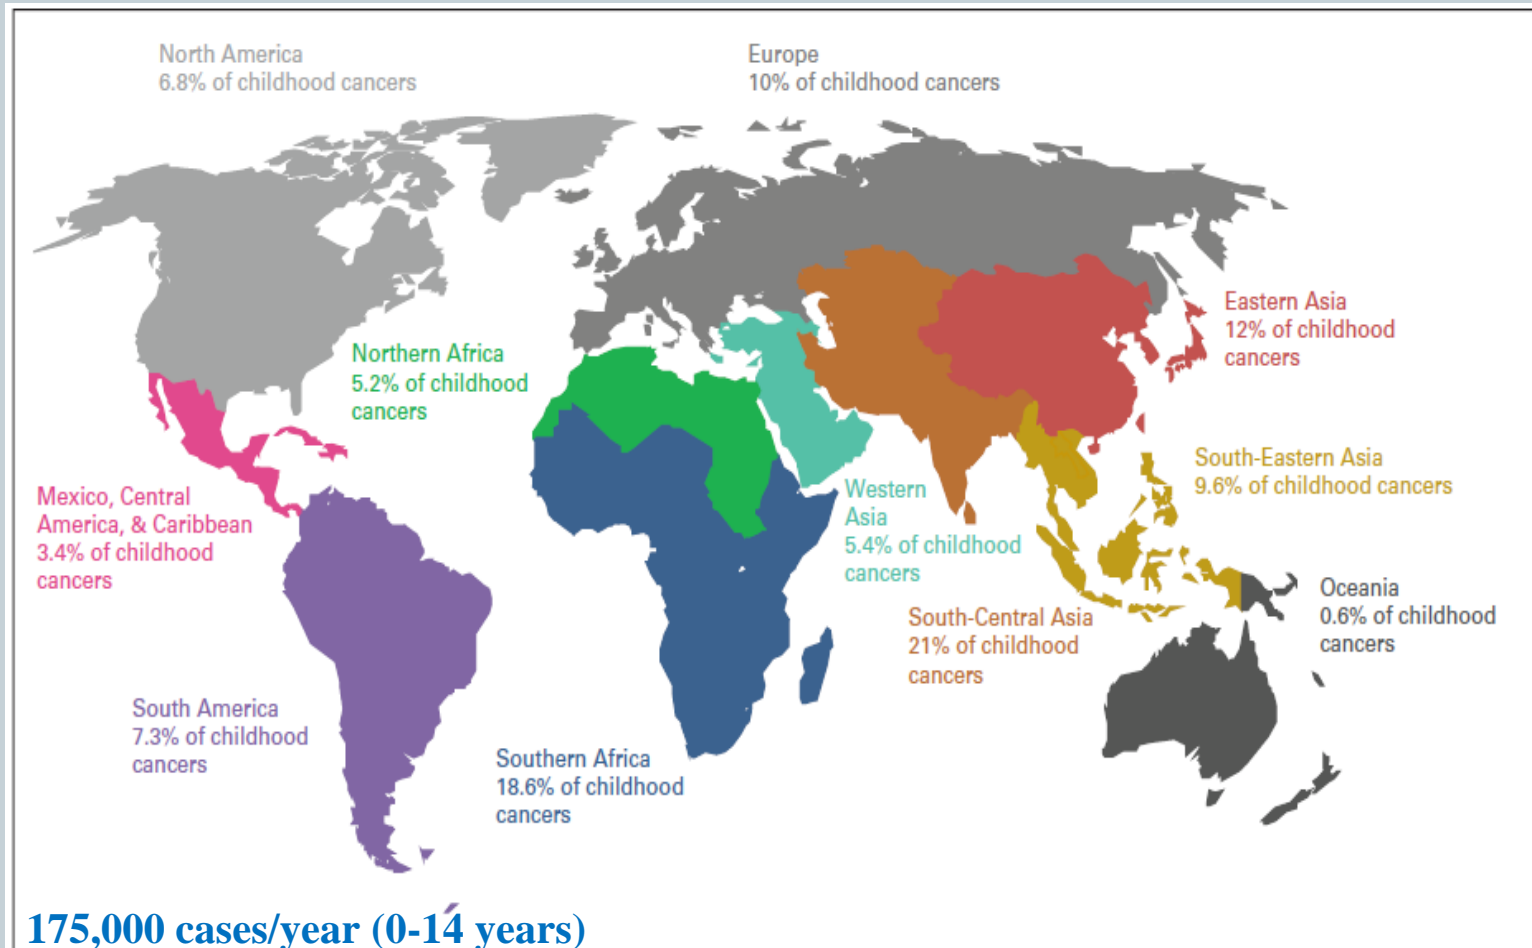 North America
6.8% of childhood cancers
Europe
10% of childhood cancers
Eastern Asia
12% of childhood
cancers
Northern Africa
5.2% of childhood
cancers
South-Eastern Asia
9.6% of childhood cancers
Mexico, Central
America, & Caribbean
3.4% of childhood
cancers
Western
Asia
5.4% of childhood
cancers
Oceania
0.6% of childhood
cancers
South-Central Asia
21% of childhood
cancers
South America
7.3% of childhood
cancers
Southern Africa
18.6% of childhood
cancers
175,000 cases/year (0-14 years)